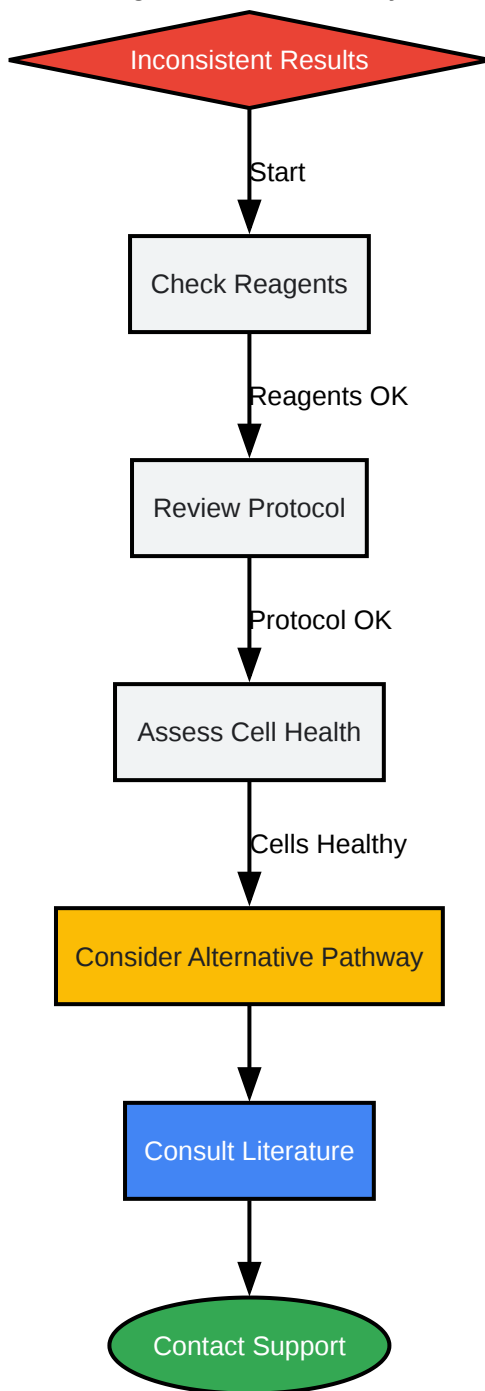 Inconsistent Results
Start
Check Reagents
Reagents OK
Review Protocol
Protocol OK
Assess Cell Health
Cells Healthy
Consider Alternative Pathway
Consult Literature
Contact Support